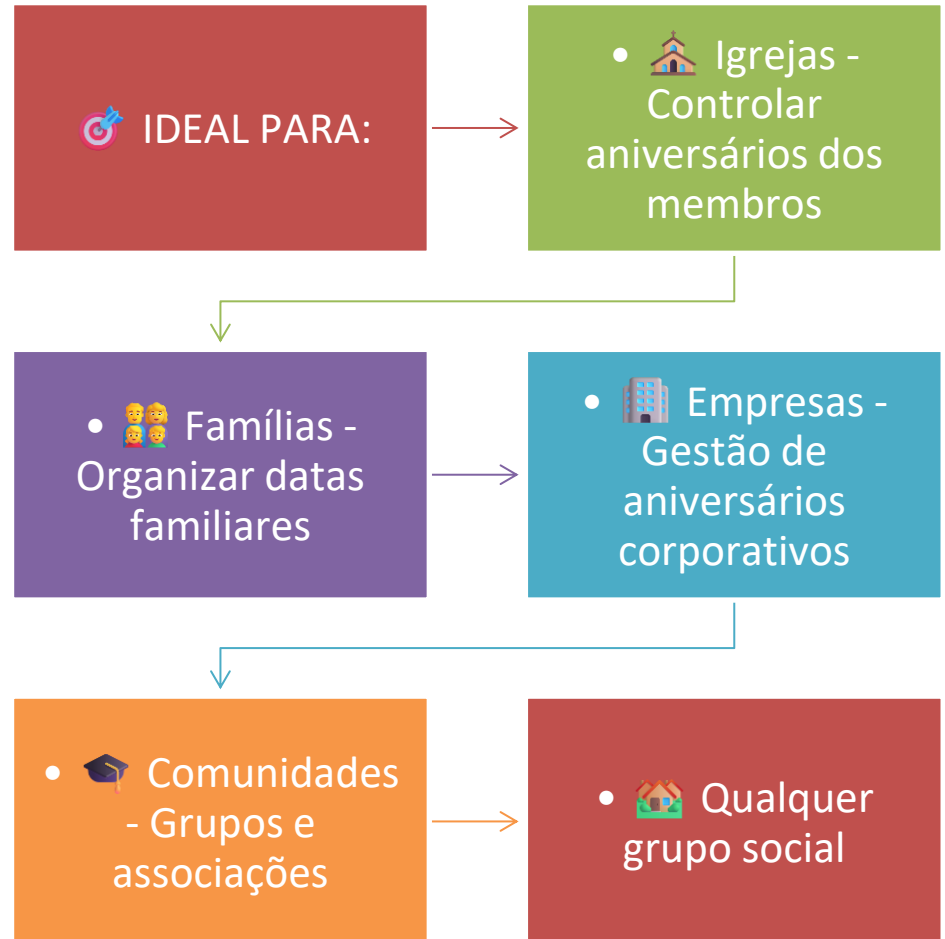 🎯 IDEAL PARA:
• ⛪ Igrejas -
Controlar
aniversários dos
membros
• 👨‍👩‍👧‍👦 Famílias -
Organizar datas
familiares
• 🏢 Empresas -
Gestão de
aniversários
corporativos
• 🎓 Comunidades
- Grupos e
associações
• 🏘️ Qualquer
grupo social